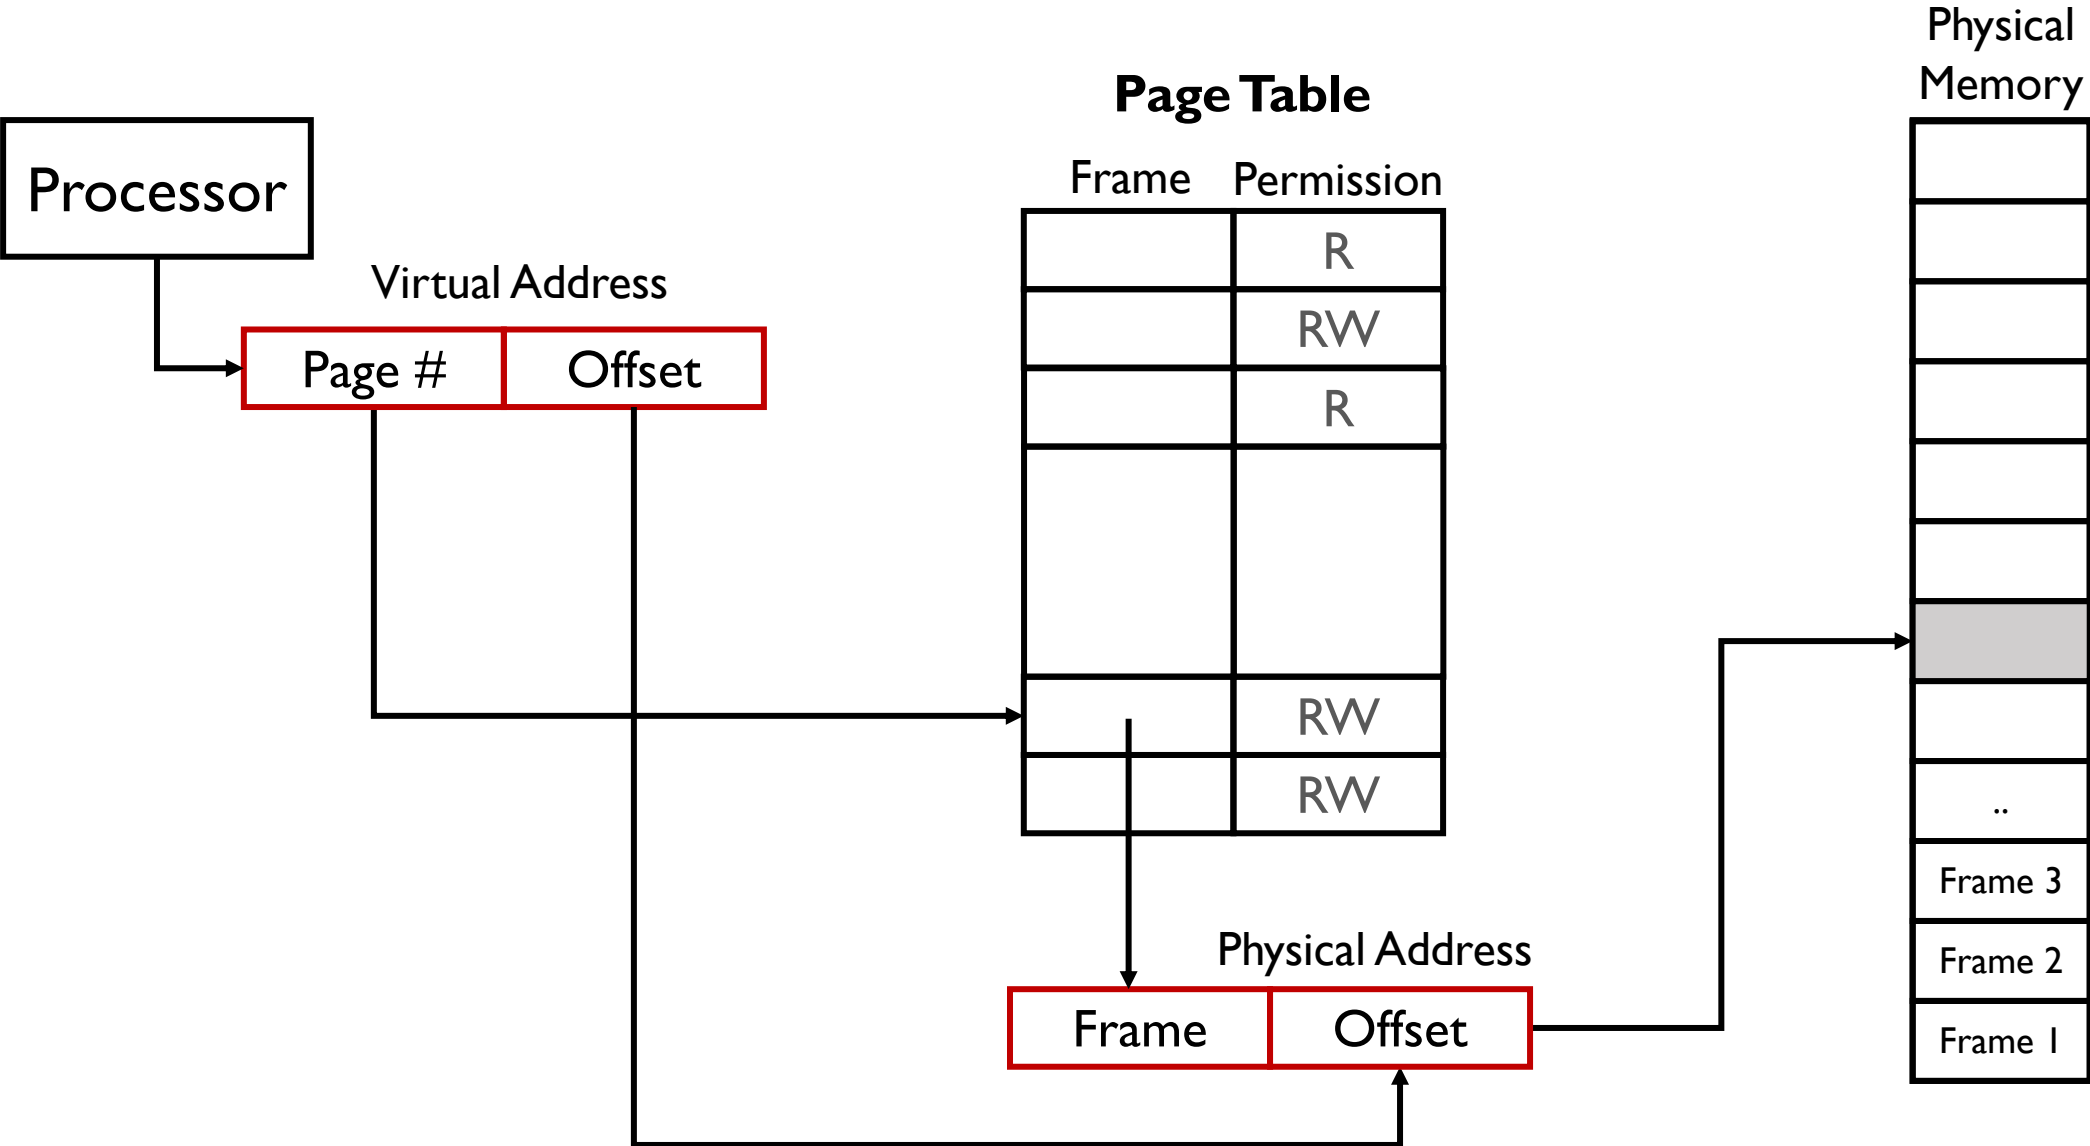 Physical
Memory
Page Table
Processor
Frame Permission
R
Virtual Address
RW
Page # Offset
R
RW
RW
..
Frame 3
Physical Address
Frame 2
Frame Offset
Frame 1